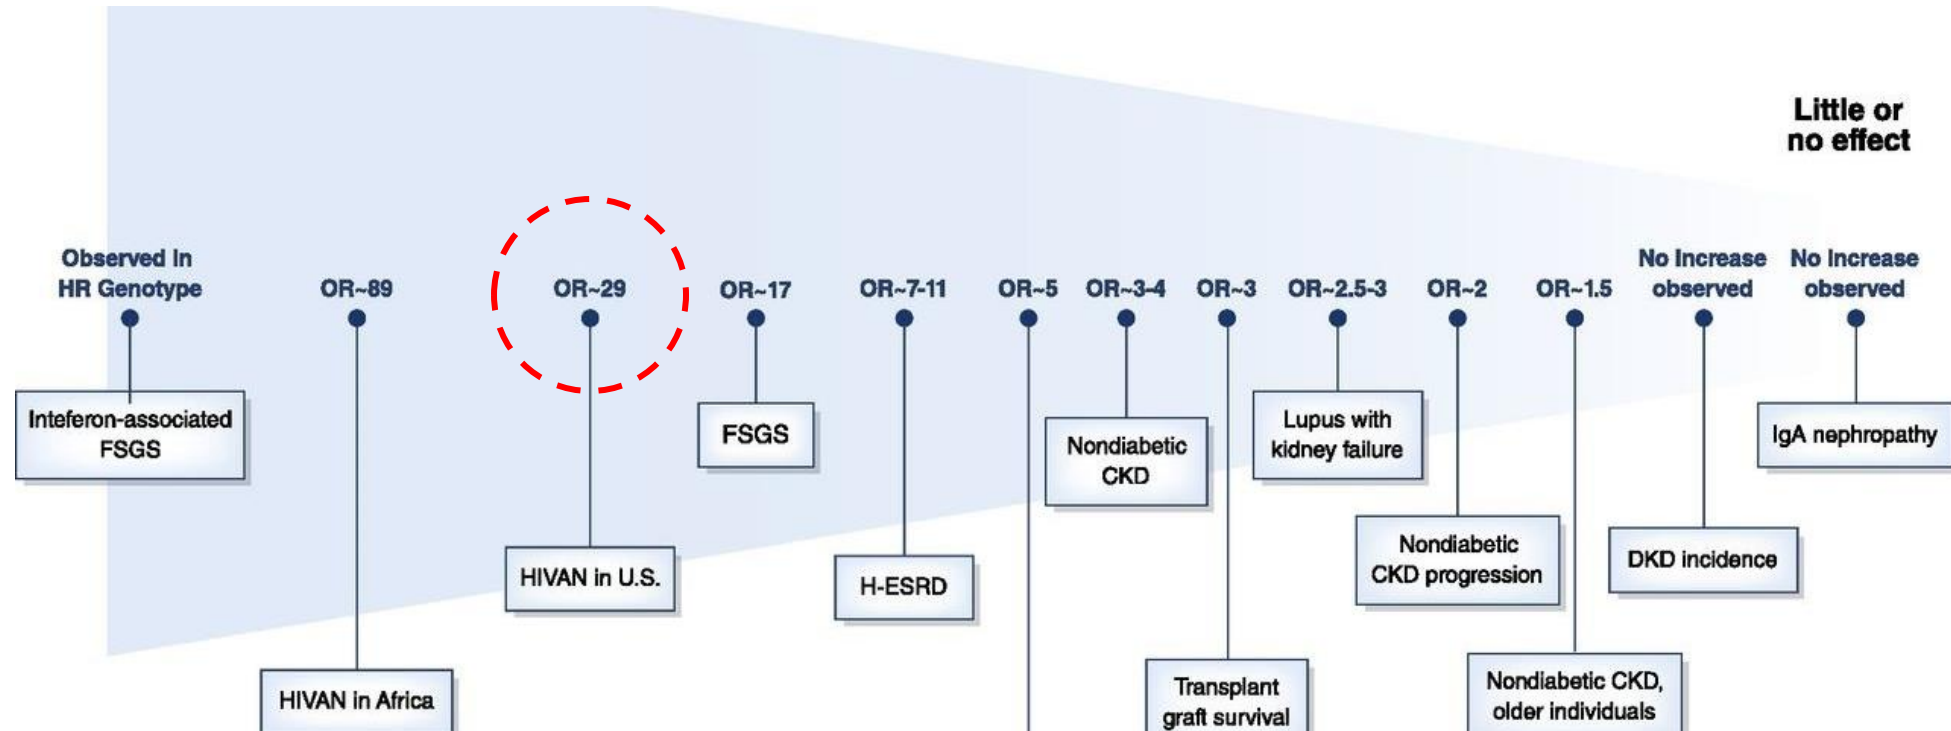 Little or
no effect
Observed in
HR Genotype
OR~89
OR~29
OR~17
OR~7-11
OR~5
OR~3-4
OR~3
OR~2.5-3
OR~2
OR~1.5
No Increase
observed
No Increase
observed
Inteferon-associated
FSGS
HIVAN in Africa
HIVAN in U.S.
FSGS
H-ESRD
Nondiabetic
CKD
Transplant
graft survival
Lupus with
kidney failure
Nondiabetic
CKD progression
Nondiabetic CKD,
older individuals
DKD incidence
IgA nephropathy